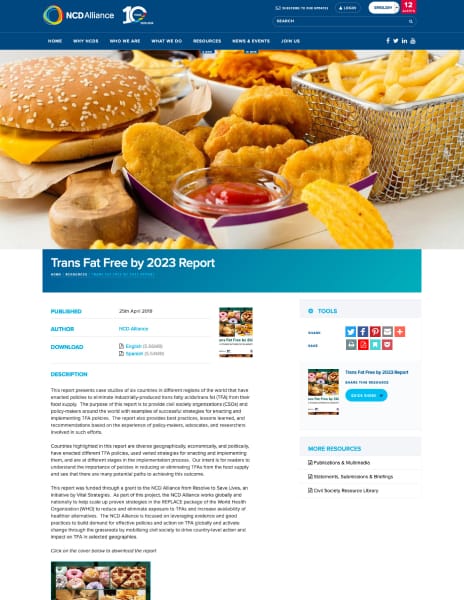 NCDAlliance
SUBSCRIBE TO OUR UPDATES
LOGIN
ENGLISH
12
SEARCH
HOME WHY NCDS WHO WE ARE WHAT WE DO RESOURCES NEWS & EVENTS JOIN US
Trans Fat Free by 2023 Report
HOME RESOURCES TRANS FAT FREE BY 2023 REPORT
PUBLISHED 25th April 2019
AUTHOR NCD Alliance
DOWNLOAD English
Spanish
DESCRIPTION
This report presents case studies of six countries in different regions of the world that have
enabled policies to eliminate industrially-produced trans fatty acids/trans fat (TFA) from their
food supply. The purpose of this report is to provide civil society organizations (CSOs) and
policy-makers around the world with examples of successful strategies for enacting and
implementing TFA policies. The report also provides best practices, lessons learned, and
recommendations based on the experience of policy-makers, advocates, and researchers
involved in such efforts.
Countries highlighted in this report are diverse geographically, economically, and politically,
have enacted different TFA policies, used varied strategies for enacting and implementing
them, and are at different stages in the implementation process. Our intent is for readers to
understand the importance of policies in reducing or eliminating TFAs from the food supply
and see that there are many potential paths to achieving this outcome.
This report was funded through a grant to the NCD Alliance from Resolve to Save Lives, an
initiative by Vital Strategies. As part of this project, the NCD Alliance works globally and
nationally to help scale up proven strategies in the REPLACE package of the World Health
Organization (WHO) to reduce and eliminate exposure to TFAs and increase availability of
healthier alternatives. The NCD Alliance is focused on leveraging evidence and good
practices to build demand for effective policies and action on TFA globally and activate
change through the grassroots by mobilising civil society to drive country-level action and
impact on TFA in selected geographies.
Click on the cover below to download the report
Trans Fat Free by 2023
TOOLS
SHARE
SAVE
Trans Fat Free by 2023
Trans Fat Free by 2023 Report
SHARE THIS RESOURCE
QUICK SHARE
MORE RESOURCES
Publications & Multimedia
Statements, Submissions & Briefings
Civil Society Resource Library